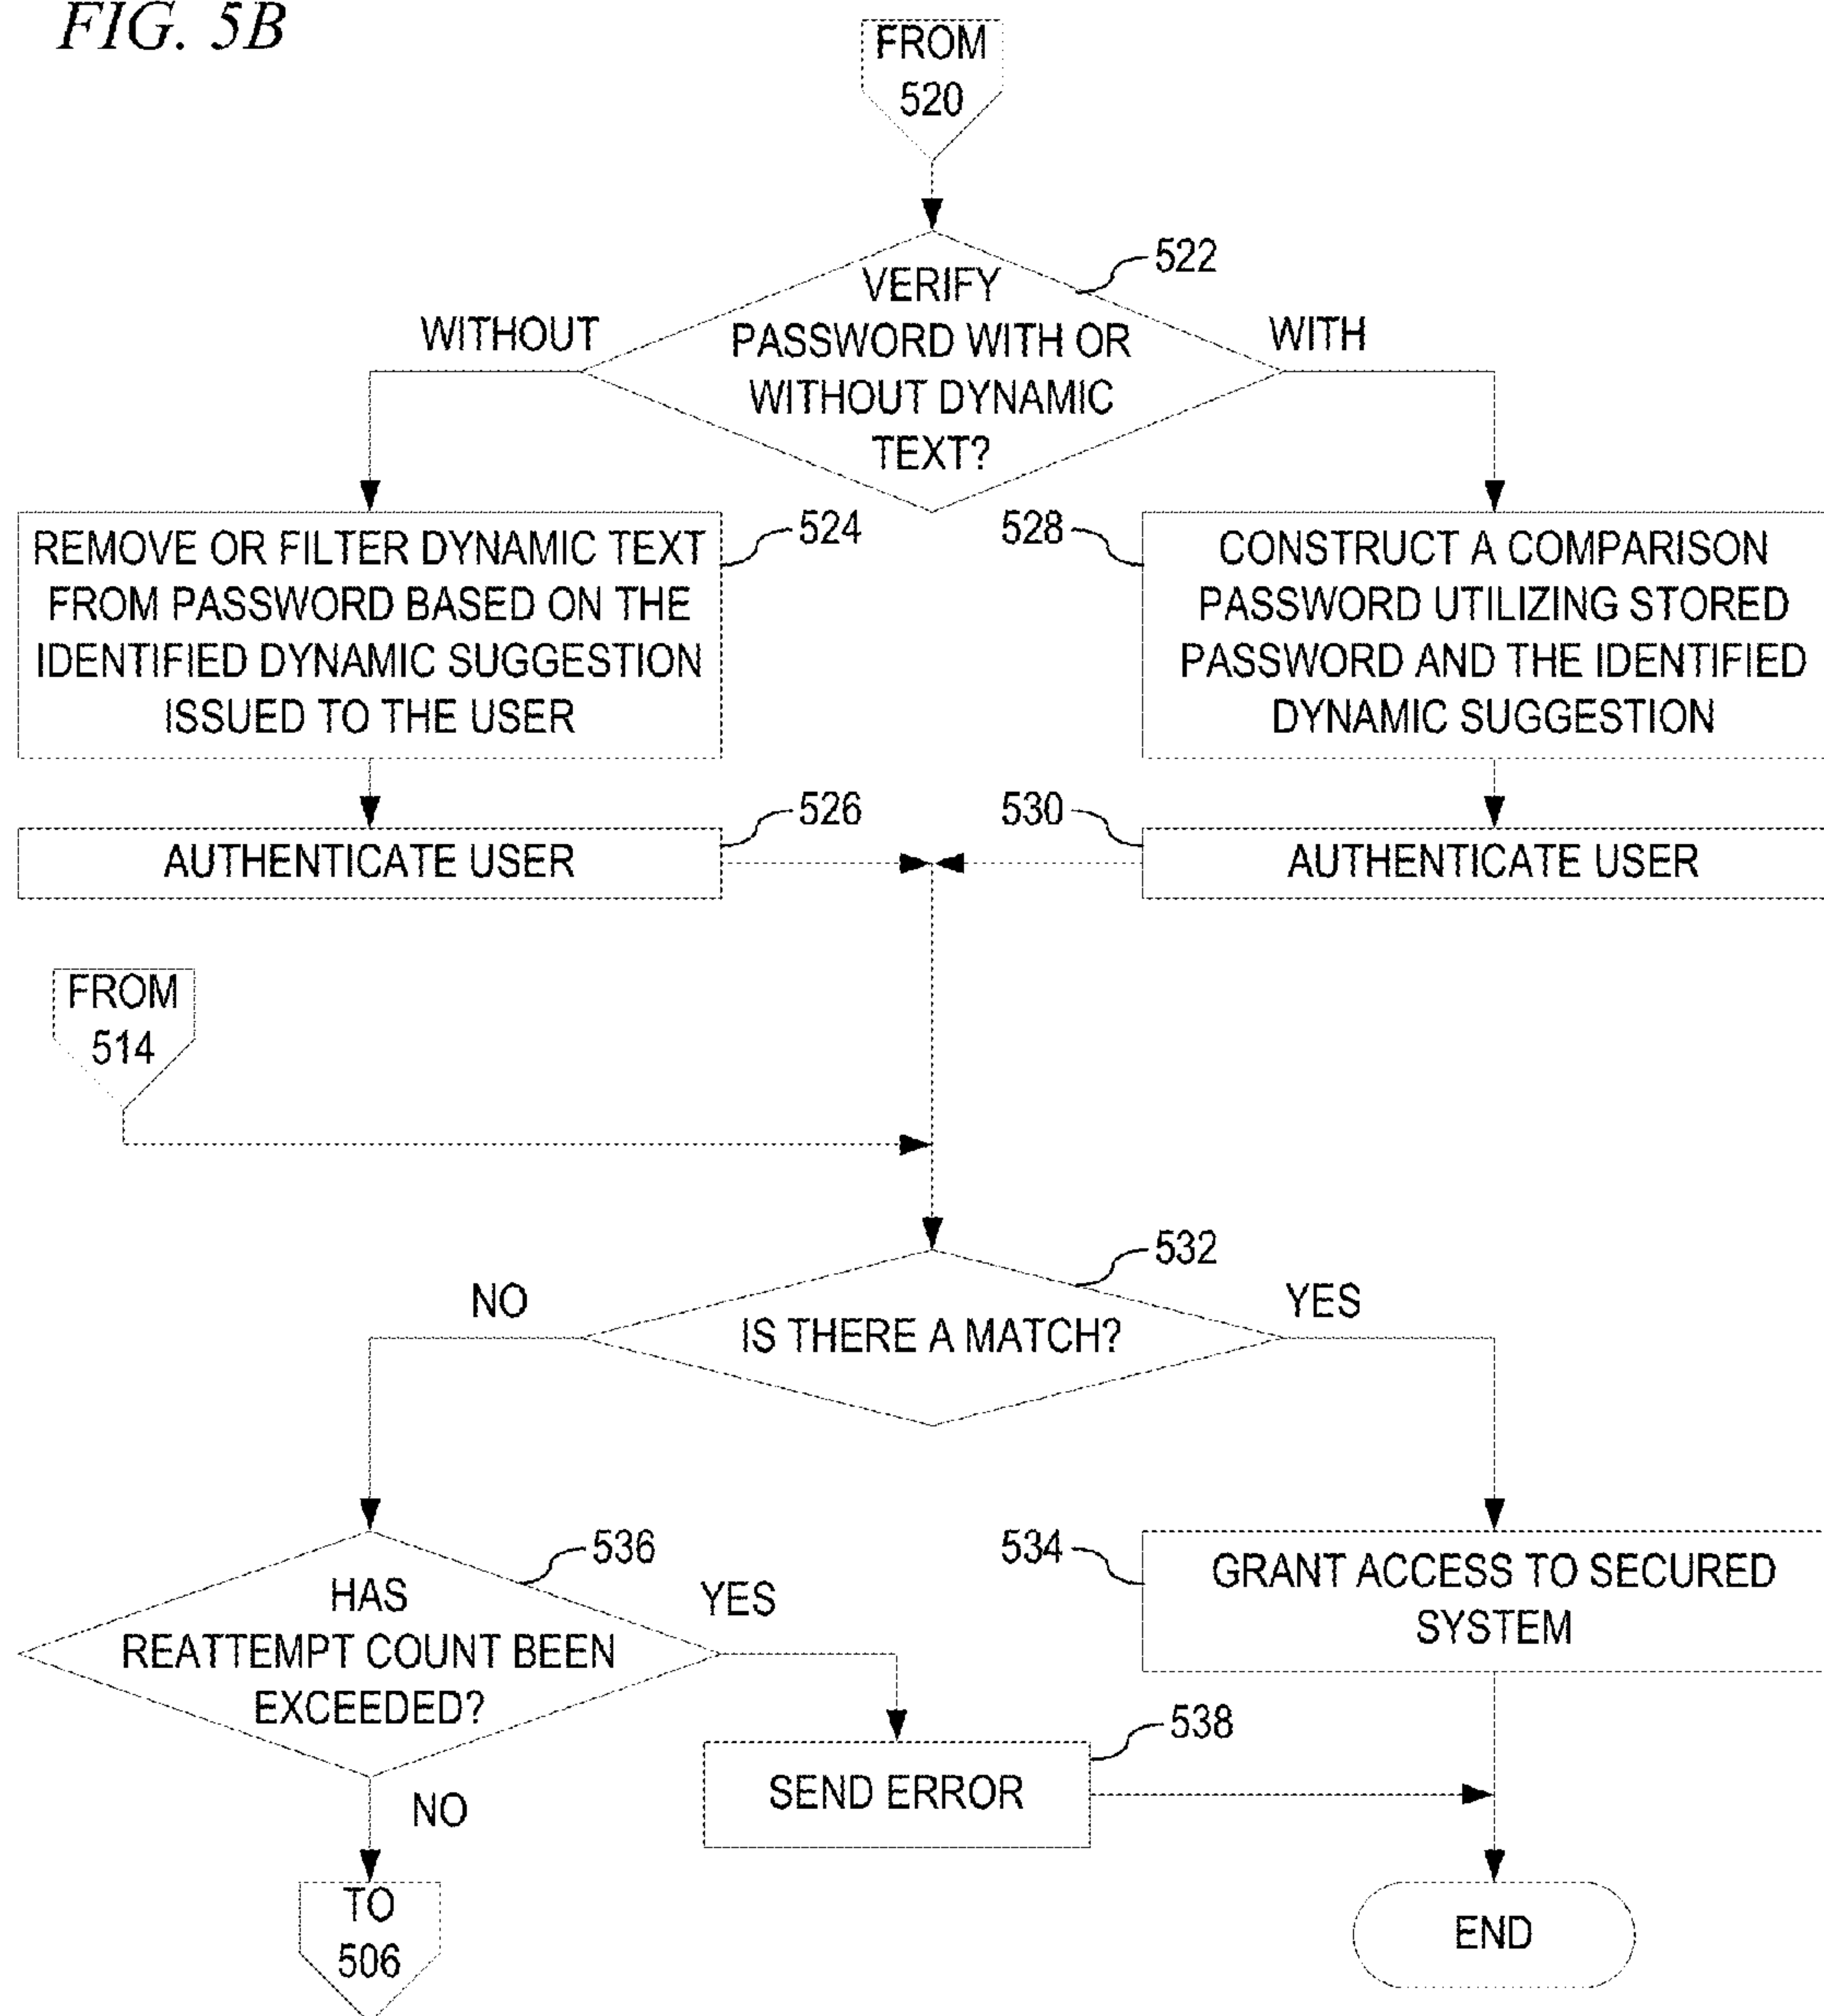 FIG. 5B
FROM
520
522
VERIFY
PASSWORD WITH OR
WITHOUT DYNAMIC
TEXT?
WITHOUT
WITH
524
REMOVE OR FILTER DYNAMIC TEXT
FROM PASSWORD BASED ON THE
IDENTIFIED DYNAMIC SUGGESTION
ISSUED TO THE USER
528
CONSTRUCT A COMPARISON
PASSWORD UTILIZING STORED
PASSWORD AND THE IDENTIFIED
DYNAMIC SUGGESTION
526
AUTHENTICATE USER
530
AUTHENTICATE USER
FROM
514
532
IS THERE A MATCH?
NO
YES
536
HAS
REATTEMPT COUNT BEEN
EXCEEDED?
YES
534
GRANT ACCESS TO SECURED
SYSTEM
538
SEND ERROR
NO
TO
506
END